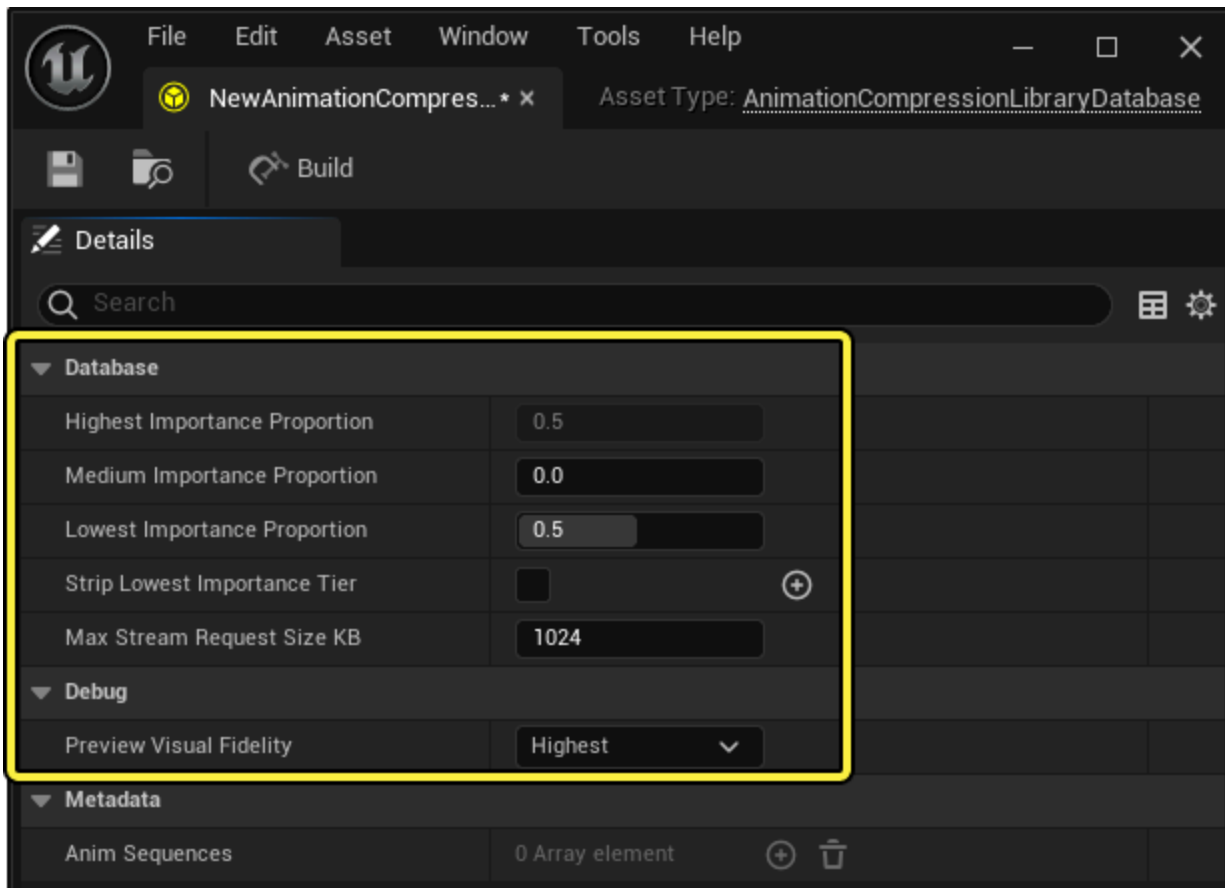 File Edit Asset Window Tools Help
NewAnimationCompres...* Asset Type: AnimationCompressionLibraryDatabase
Build
Details
Search
Database
Highest Importance Proportion 0.5
Medium Importance Proportion 0.0
Lowest Importance Proportion 0.5
Strip Lowest Importance Tier
Max Stream Request Size KB 1024
Debug
Preview Visual Fidelity Highest
Metadata
Anim Sequences 0 Array element